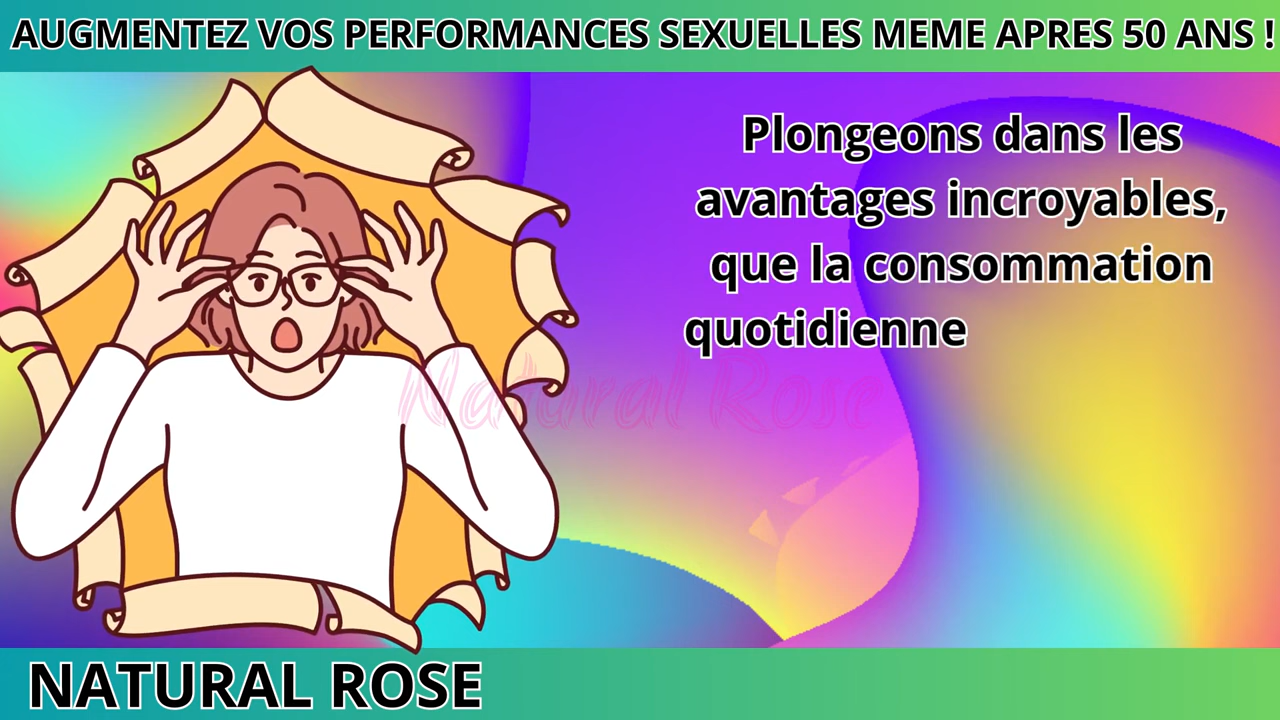 AUGMENTEZ VOS PERFORMANCES SEXUELLES MEME APRES 50 ANS !
Plongeons dans les
avantages incroyables,
que la consommation
quotidienne
Natural Rose
NATURAL ROSE